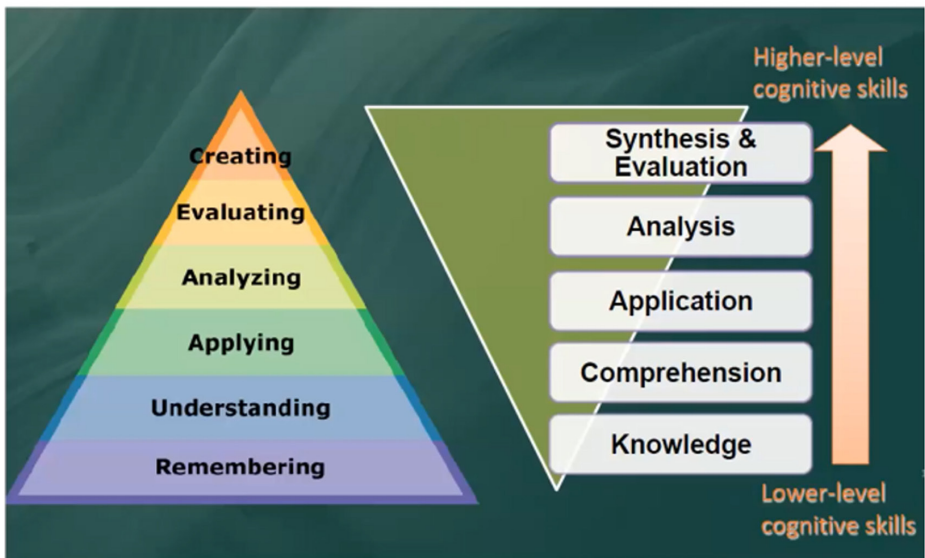 Creating
Evaluating
Analyzing
Applying
Understanding
Remembering
Synthesis &
Evaluation
Analysis
Application
Comprehension
Knowledge
Higher-level
cognitive skills
Lower-level
cognitive skills